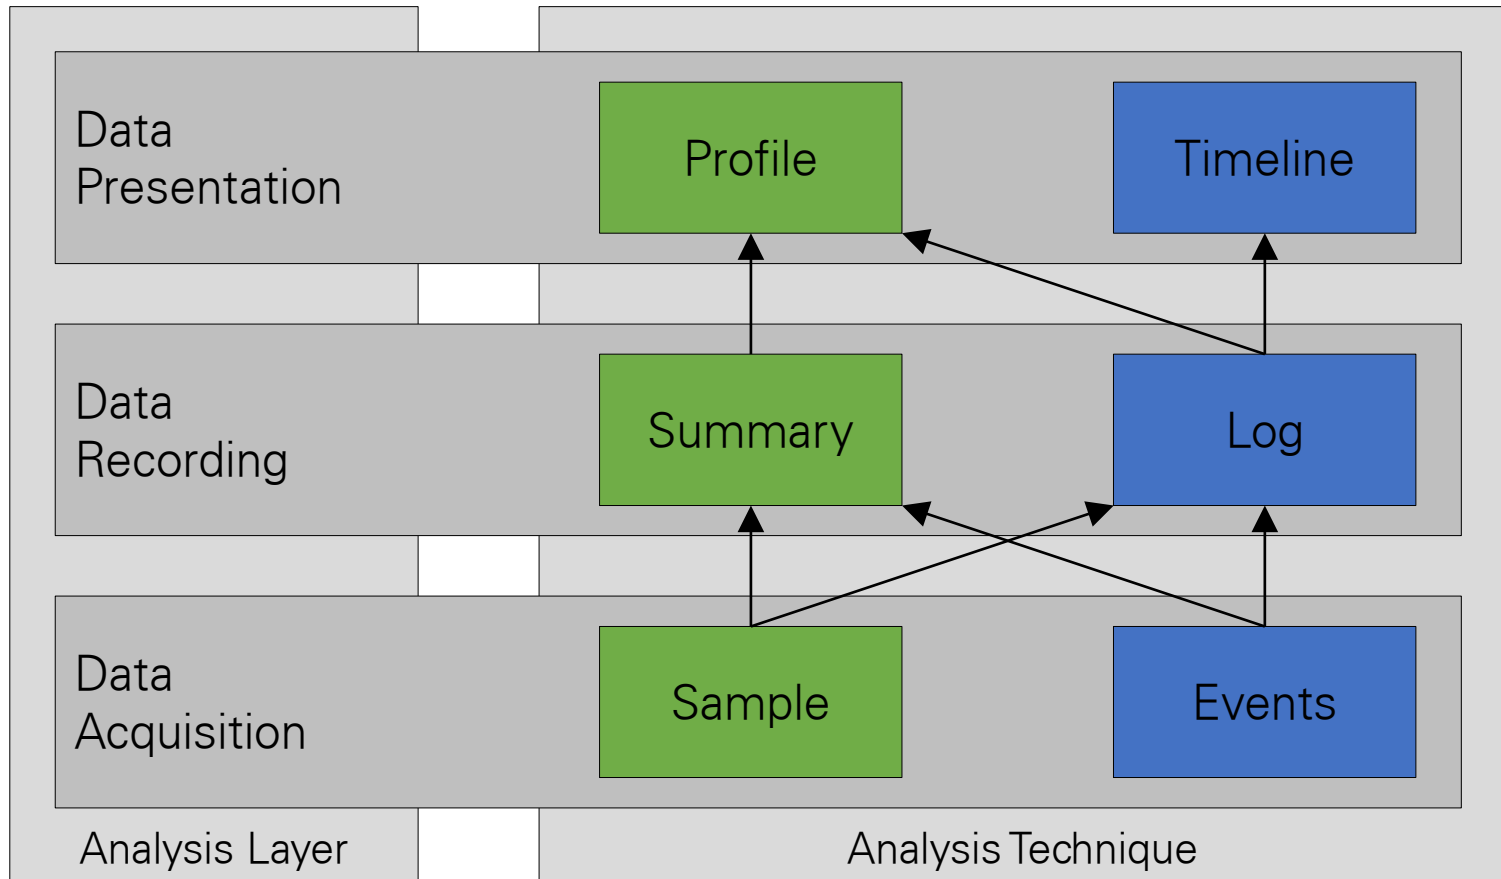 Data
Presentation
Profile
Timeline
Data
Recording
Summary
Log
Data
Acquisition
Sample
Events
Analysis Layer
Analysis Technique